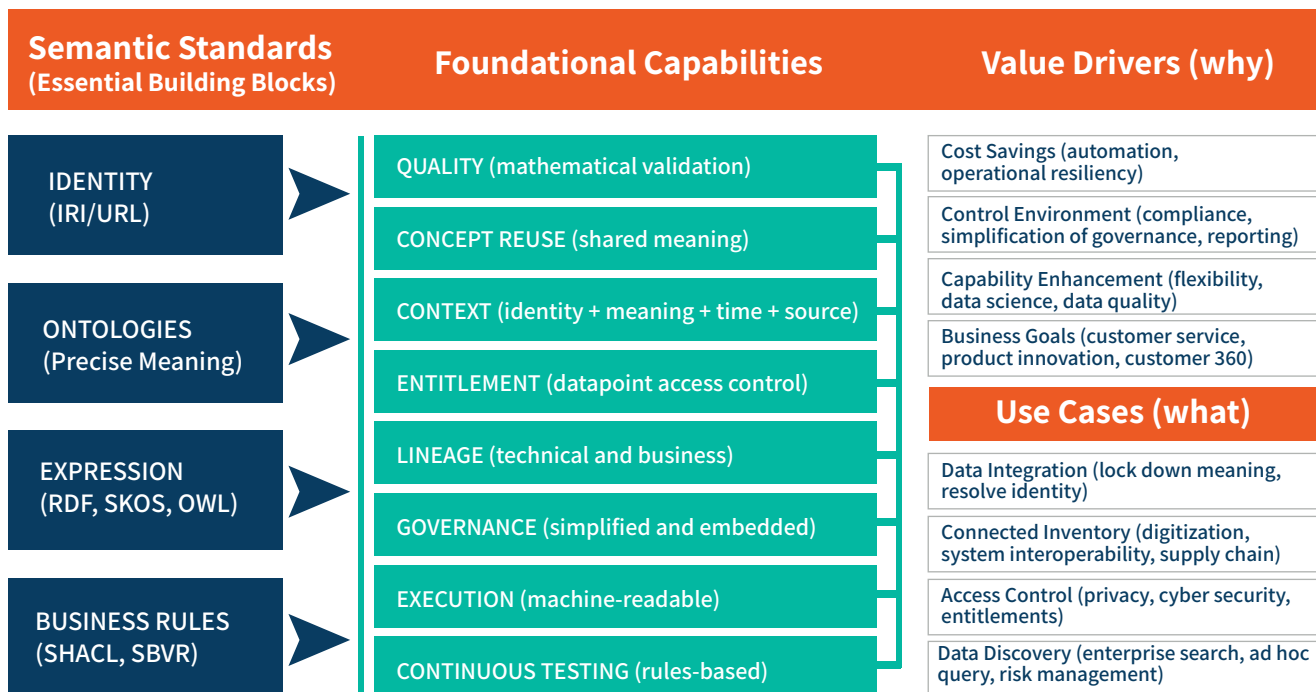 Semantic Standards
(Essential Building Blocks)
Foundational Capabilities
Value Drivers (why)
IDENTITY
(IRI/URL)
ONTOLOGIES
(Precise Meaning)
EXPRESSION
(RDF, SKOS, OWL)
BUSINESS RULES
(SHACL, SBVR)
QUALITY (mathematical validation)
CONCEPT REUSE (shared meaning)
CONTEXT (identity + meaning + time + source)
ENTITLEMENT (datapoint access control)
LINEAGE (technical and business)
GOVERNANCE (simplified and embedded)
EXECUTION (machine-readable)
CONTINUOUS TESTING (rules-based)
Cost Savings (automation,
operational resiliency)
Control Environment (compliance,
simplification of governance, reporting)
Capability Enhancement (flexibility,
data science, data quality)
Business Goals (customer service,
product innovation, customer 360)
Use Cases (what)
Data Integration (lock down meaning,
resolve identity)
Connected Inventory (digitization,
system interoperability, supply chain)
Access Control (privacy, cyber security,
entitlements)
Data Discovery (enterprise search, ad hoc
query, risk management)